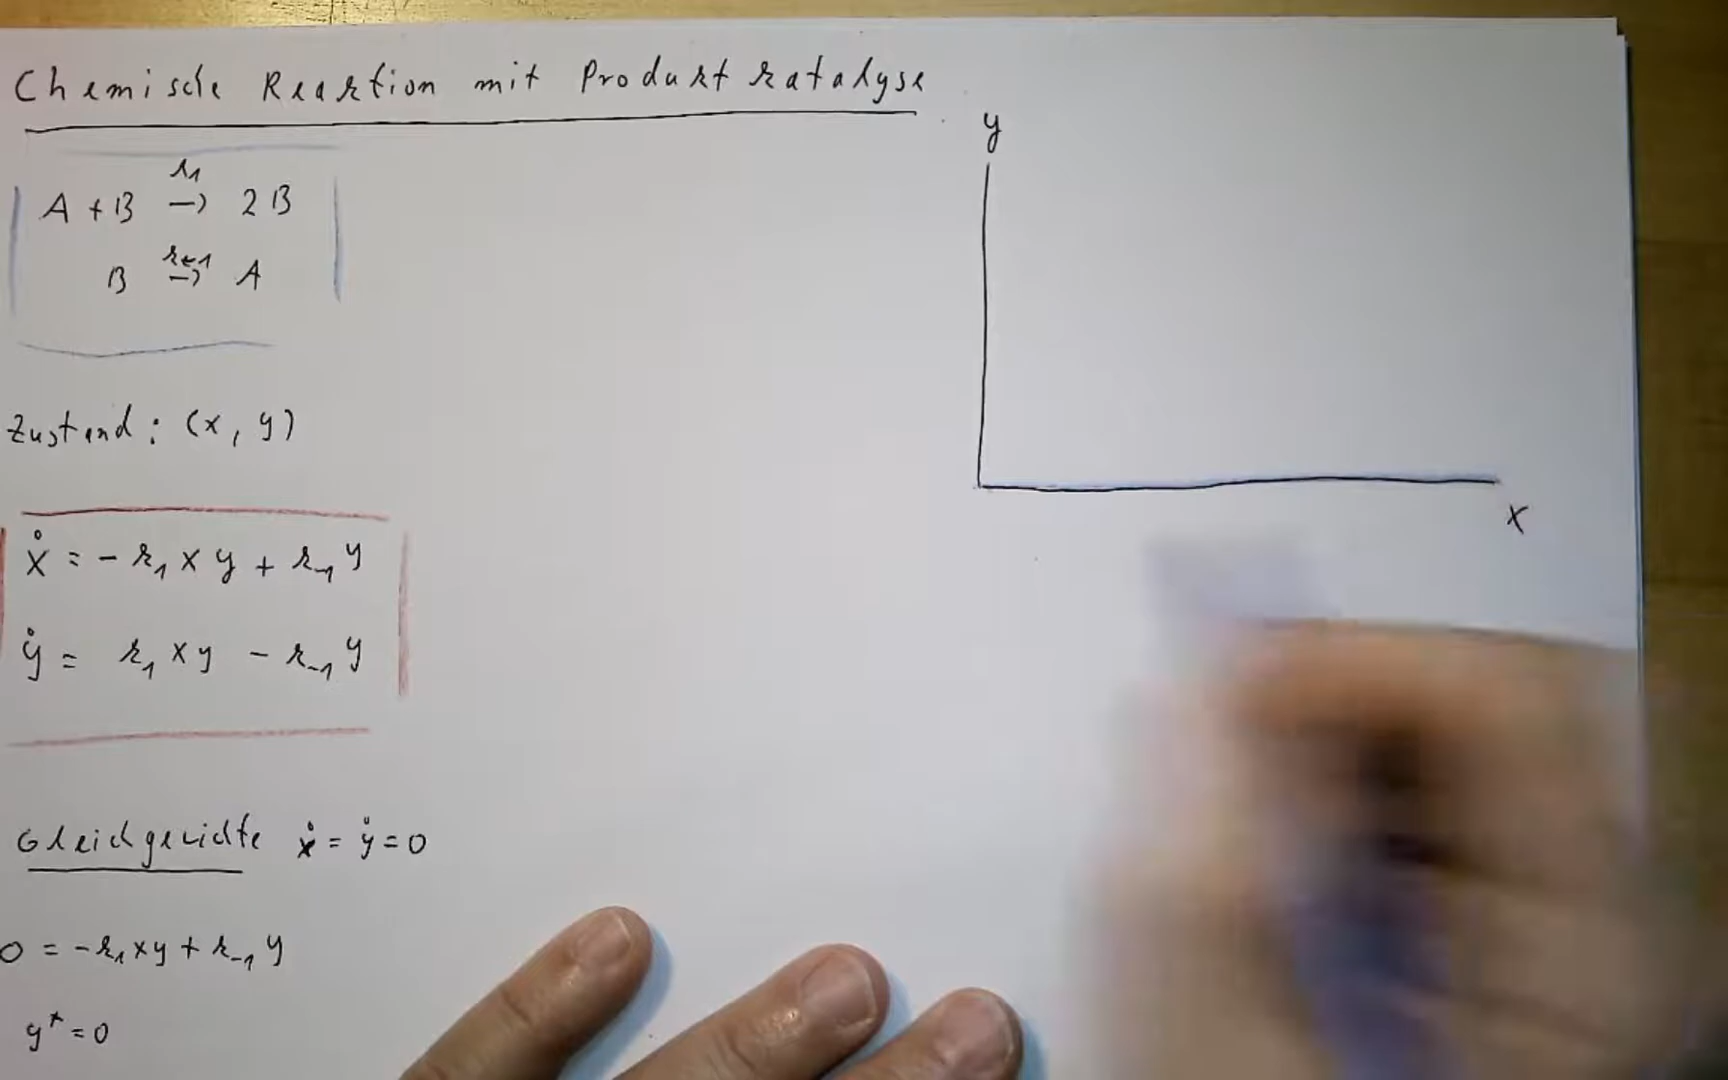 Chemische Reaktion mit Produktkatalyse
k₁
A + B → 2B
k₋₁
B → A
Zustand: (x, y)
ẋ = - k₁ x y + k₋₁ y
ẏ = k₁ x y - k₋₁ y
Gleichgewichte ẋ = ẏ = 0
0 = - k₁ x y + k₋₁ y
y* = 0
y
x